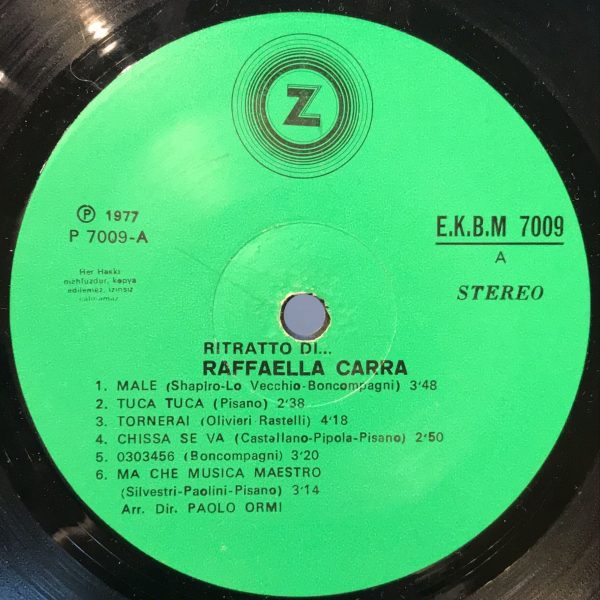 Z
Ⓟ 1977
P 7009-A
E.K.B.M 7009
A
STEREO
Her Hakkı
mahfuzdur, kopya
edilemez, izinsiz
çalınamaz
RITRATTO DI...
RAFFAELLA CARRA
1. MALE (Shapiro-Lo Vecchio-Boncompagni) 3'48
2. TUCA TUCA (Pisano) 2'38
3. TORNERAI (Olivieri Rastelli) 4'18
4. CHISSA SE VA (Castellano-Pipola-Pisano) 2'50
5. 0303456 (Boncompagni) 3'20
6. MA CHE MUSICA MAESTRO
(Silvestri-Paolini-Pisano) 3'14
Arr. Dir. PAOLO ORMI